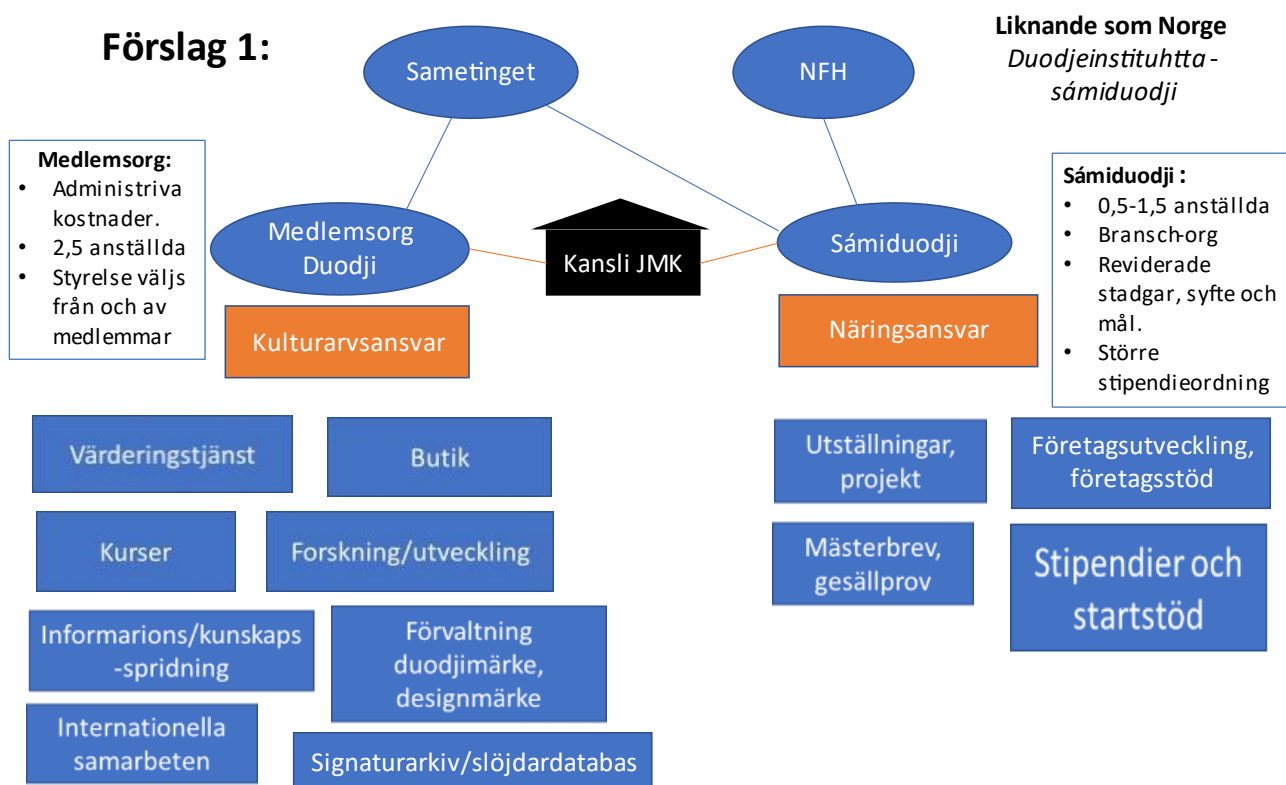 Förslag 1:
Liknande som Norge
Duodjeinstituhtta -
sámiduodji
Sametinget
NFH
Medlemsorg:
• Administriva
kostnader.
• 2,5 anställda
• Styrelse väljs
från och av
medlemmar
Medlemsorg
Duodji
Kansli JMK
Sámiduodji
Sámiduodji :
• 0,5-1,5 anställda
• Bransch-org
• Reviderade
stadgar, syfte och
mål.
• Större
stipendieordning
Kulturarvsansvar
Näringsansvar
Värderingstjänst
Butik
Kurser
Forskning/utveckling
Informarions/kunskaps
-spridning
Förvaltning
duodjimärke,
designmärke
Internationella
samarbeten
Signaturarkiv/slöjdardatabas
Utställningar,
projekt
Företagsutveckling,
företagsstöd
Mästerbrev,
gesällprov
Stipendier och
startstöd